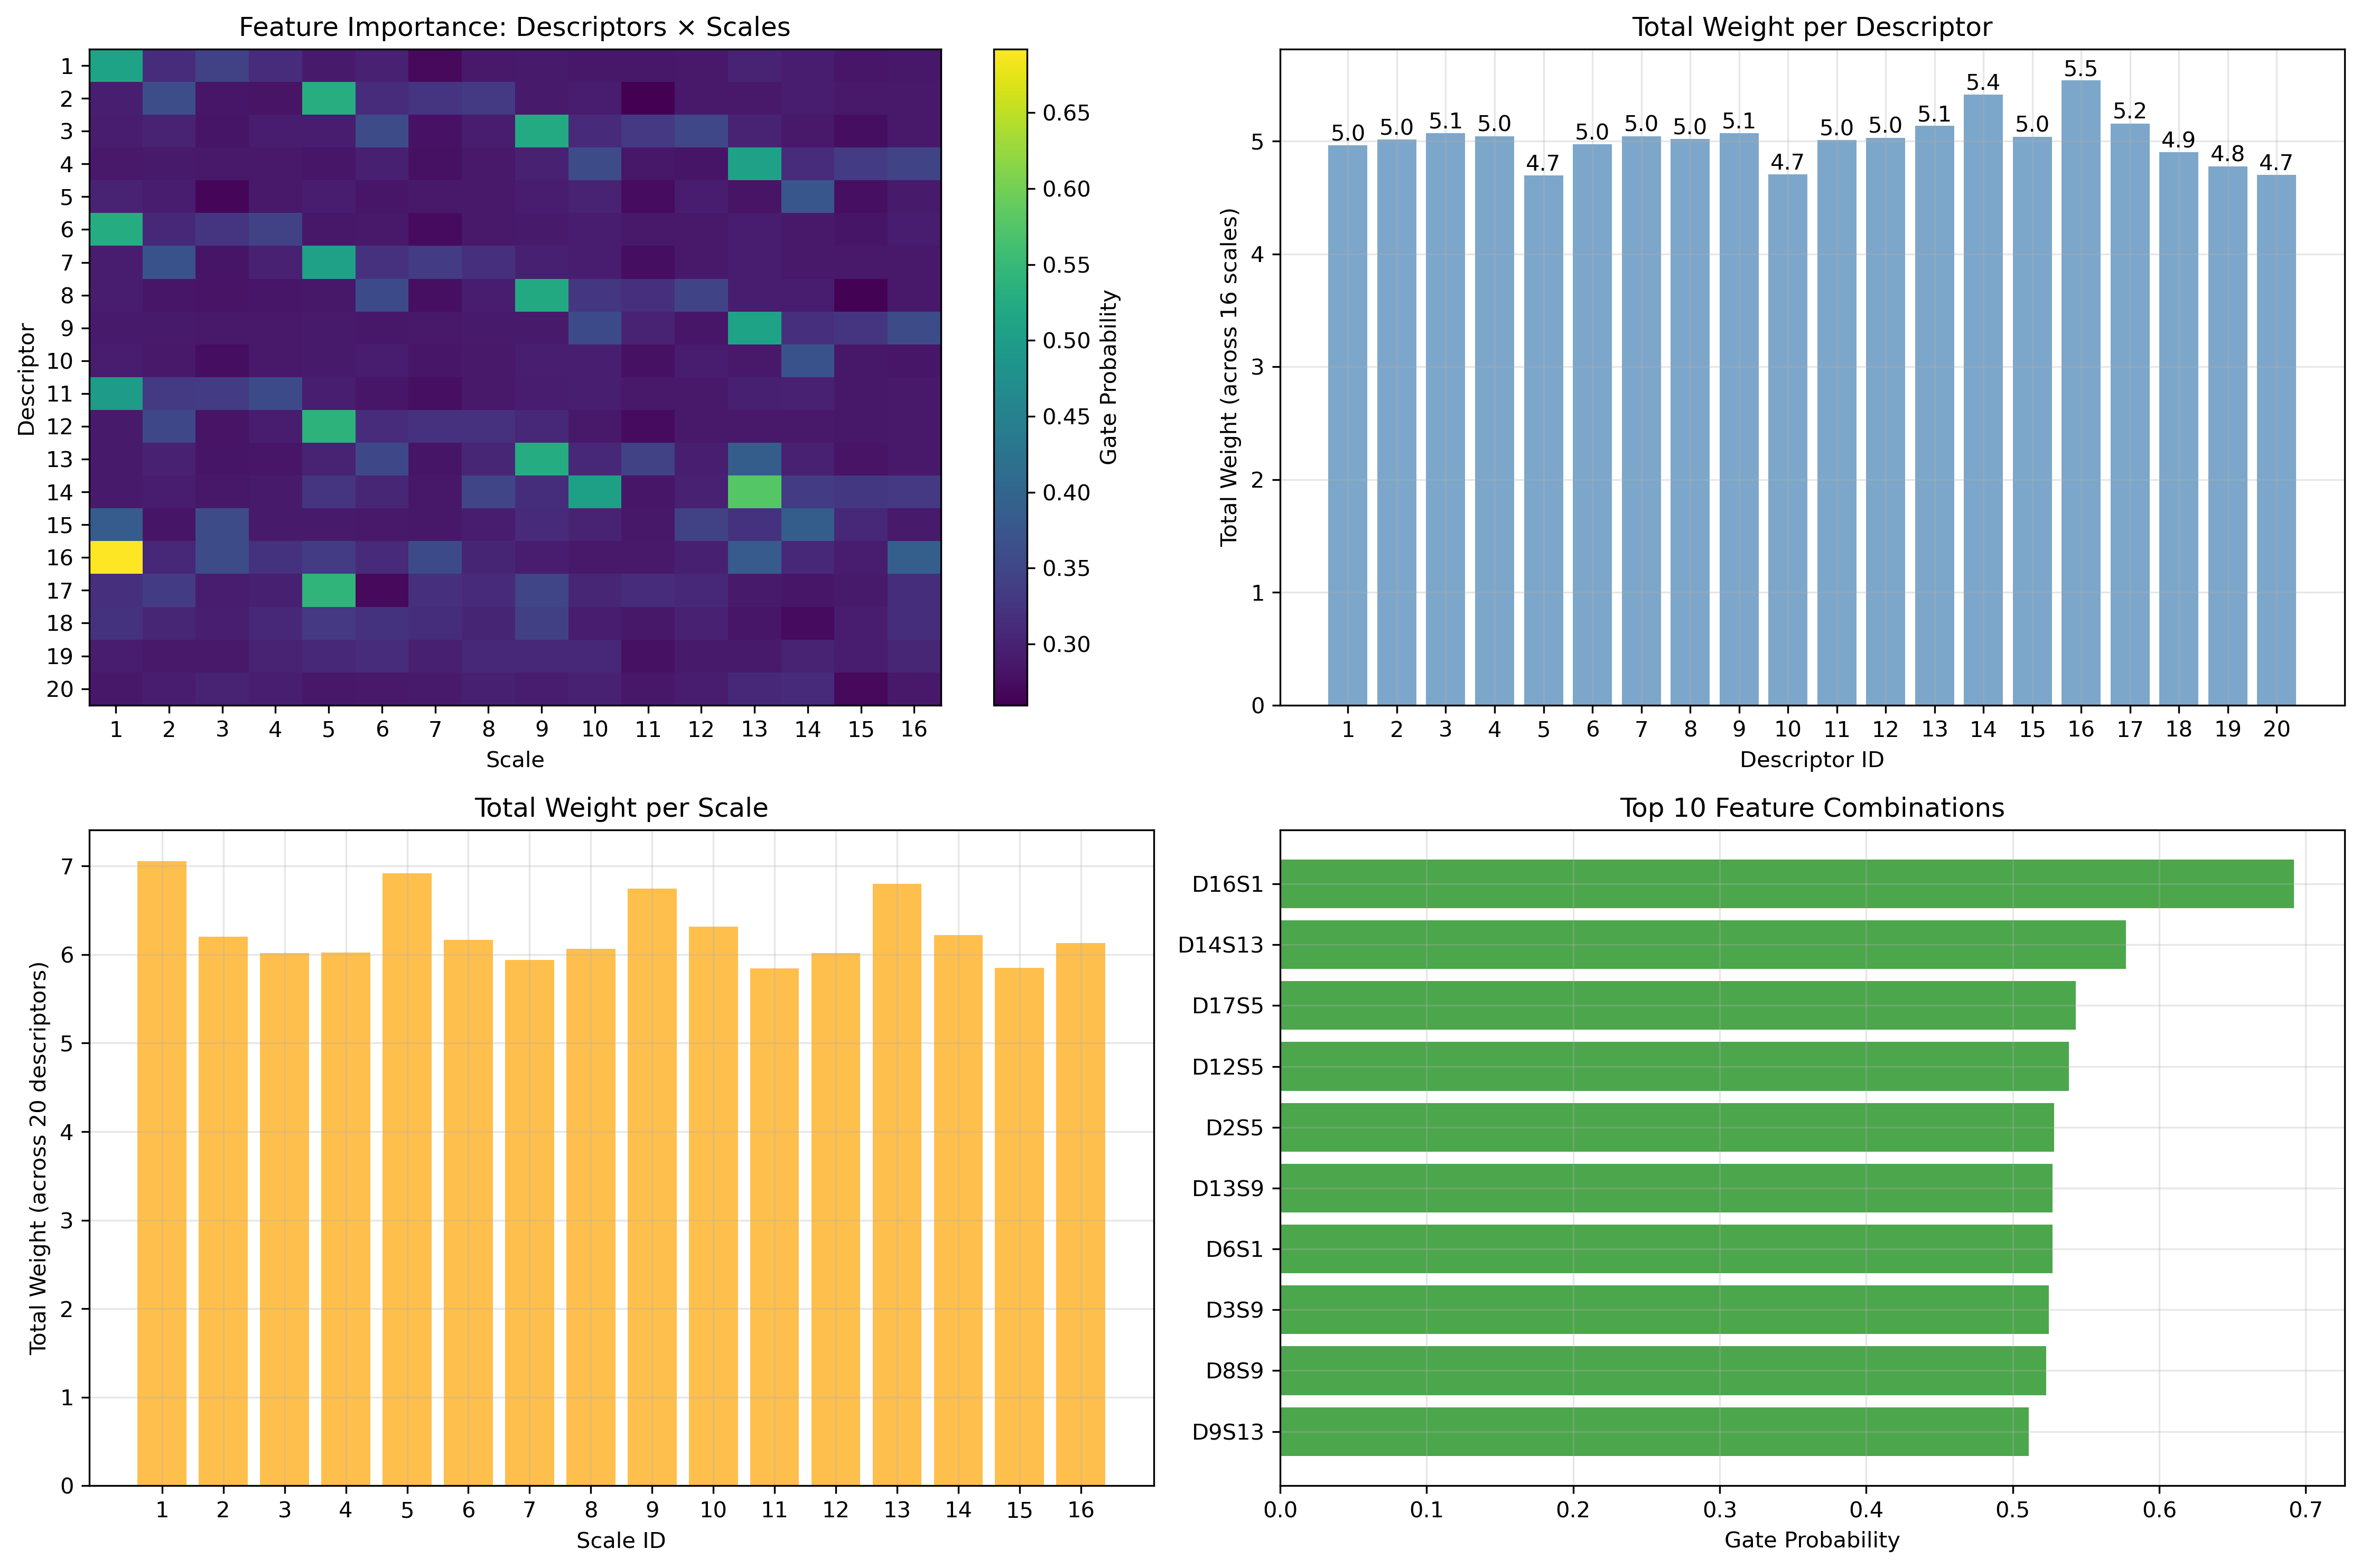 Feature Importance: Descriptors × Scales
Descriptor
1
2
3
4
5
6
7
8
9
10
11
12
13
14
15
16
17
18
19
20
1 2 3 4 5 6 7 8 9 10 11 12 13 14 15 16
Scale
0.65
0.60
0.55
0.50
0.45
0.40
0.35
0.30
Gate Probability
Total Weight per Descriptor
Total Weight (across 16 scales)
5
4
3
2
1
0
5.0 5.0 5.1 5.0 4.7 5.0 5.0 5.0 5.1 4.7 5.0 5.0 5.1 5.4 5.0 5.5 5.2 4.9 4.8 4.7
1 2 3 4 5 6 7 8 9 10 11 12 13 14 15 16 17 18 19 20
Descriptor ID
Total Weight per Scale
Total Weight (across 20 descriptors)
7
6
5
4
3
2
1
0
1 2 3 4 5 6 7 8 9 10 11 12 13 14 15 16
Scale ID
Top 10 Feature Combinations
D16S1
D14S13
D17S5
D12S5
D2S5
D13S9
D6S1
D3S9
D8S9
D9S13
0.0 0.1 0.2 0.3 0.4 0.5 0.6 0.7
Gate Probability